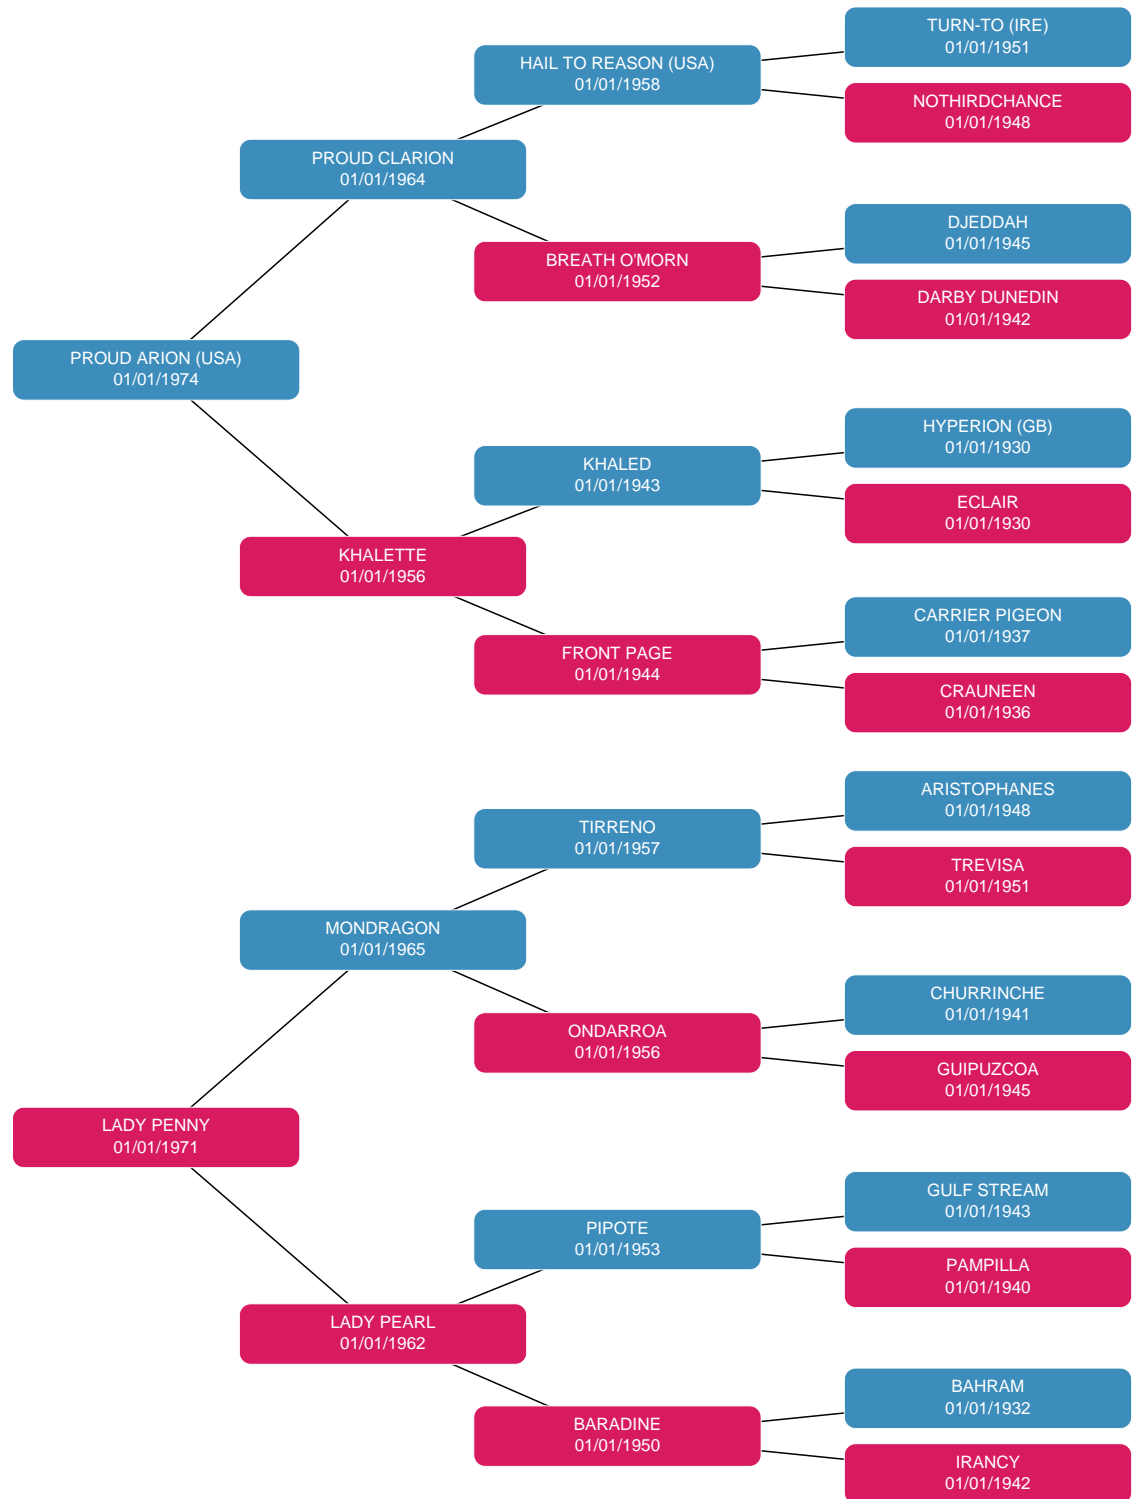 TURN-TO (IRE)
01/01/1951
HAIL TO REASON (USA)
01/01/1958
NOTHIRDCHANCE
01/01/1948
PROUD CLARION
01/01/1964
DJEDDAH
01/01/1945
BREATH O'MORN
01/01/1952
DARBY DUNEDIN
01/01/1942
PROUD ARION (USA)
01/01/1974
HYPERION (GB)
01/01/1930
KHALED
01/01/1943
ECLAIR
01/01/1930
KHALETTE
01/01/1956
CARRIER PIGEON
01/01/1937
FRONT PAGE
01/01/1944
CRAUNEEN
01/01/1936
ARISTOPHANES
01/01/1948
TIRRENO
01/01/1957
TREVISA
01/01/1951
MONDRAGON
01/01/1965
CHURRINCHE
01/01/1941
ONDARROA
01/01/1956
GUIPUZCOA
01/01/1945
LADY PENNY
01/01/1971
GULF STREAM
01/01/1943
PIPOTE
01/01/1953
PAMPILLA
01/01/1940
LADY PEARL
01/01/1962
BAHRAM
01/01/1932
BARADINE
01/01/1950
IRANCY
01/01/1942